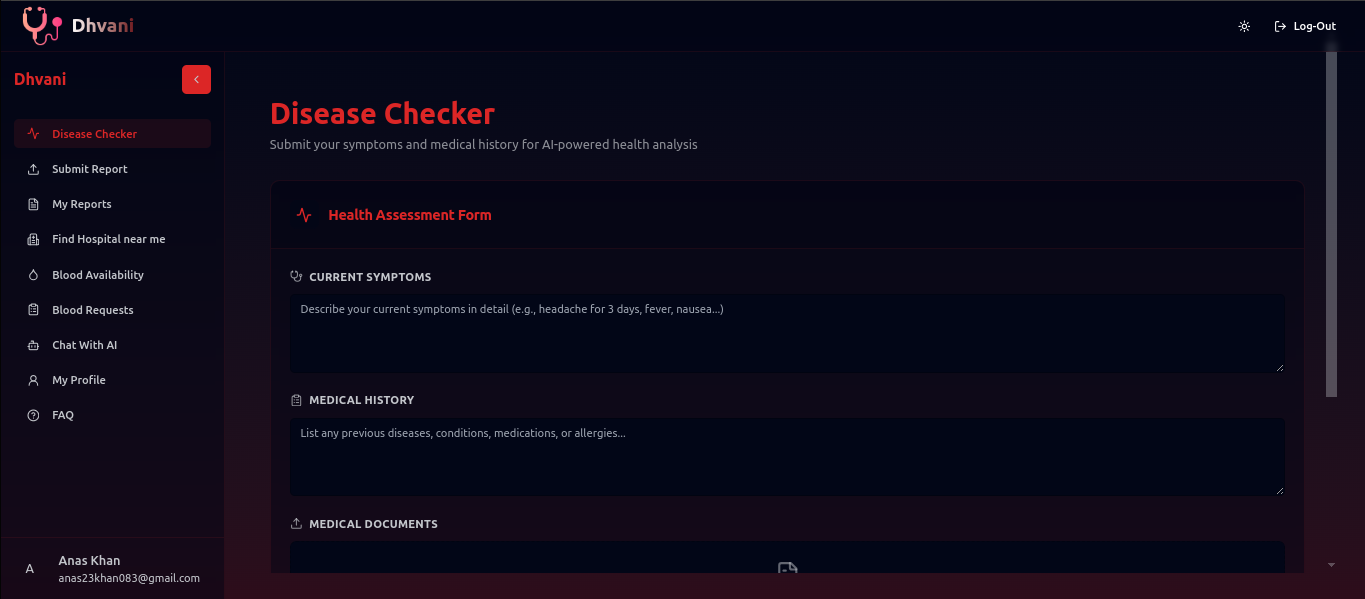 Dhvani
Log-Out
Dhvani
Disease Checker
Submit Report
My Reports
Find Hospital near me
Blood Availability
Blood Requests
Chat With AI
My Profile
FAQ
A
Anas Khan
anas23khan083@gmail.com
Disease Checker
Submit your symptoms and medical history for AI-powered health analysis
Health Assessment Form
CURRENT SYMPTOMS
Describe your current symptoms in detail (e.g., headache for 3 days, fever, nausea...)
MEDICAL HISTORY
List any previous diseases, conditions, medications, or allergies...
MEDICAL DOCUMENTS